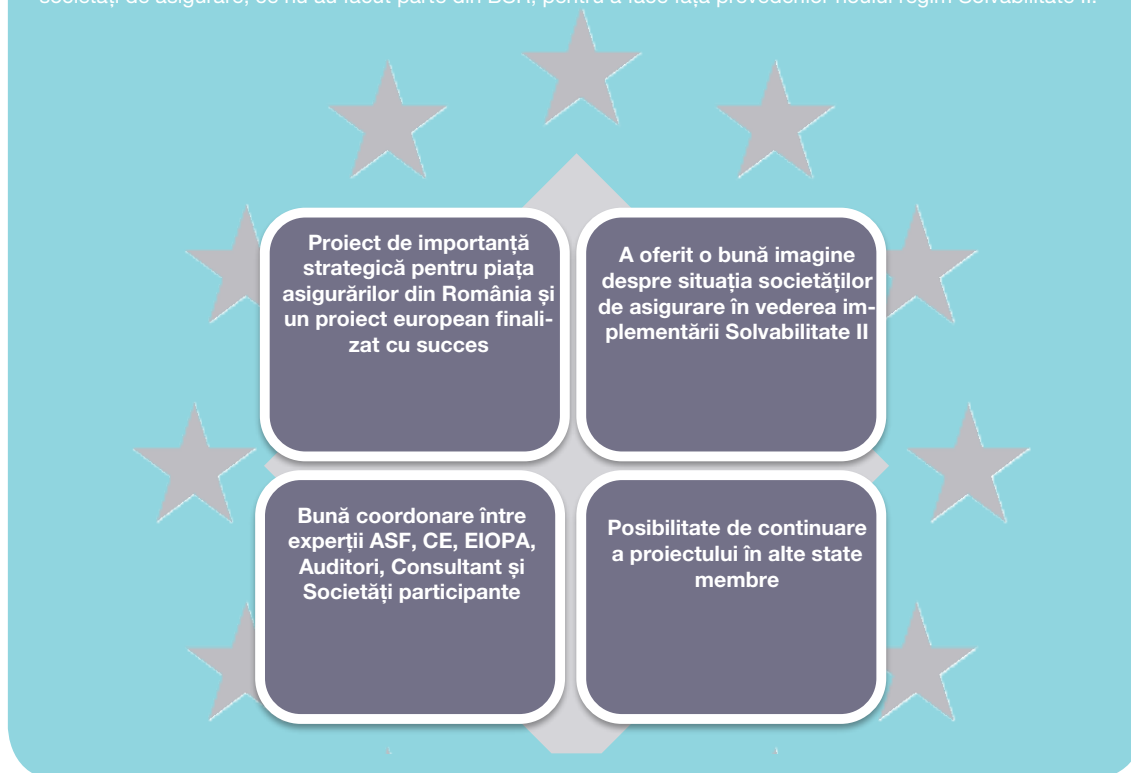 societăți de asigurare, ce nu au făcut parte din BSR, pentru a face față prevederilor noului regim Solvabilitate II.
Proiect de importanță
strategică pentru piața
asigurărilor din România și
un proiect european finali-
zat cu succes
A oferit o bună imagine
despre situația societăților
de asigurare în vederea im-
plementării Solvabilitate II
Bună coordonare între
experții ASF, CE, EIOPA,
Auditori, Consultant și
Societăți participante
Posibilitate de continuare
a proiectului în alte state
membre